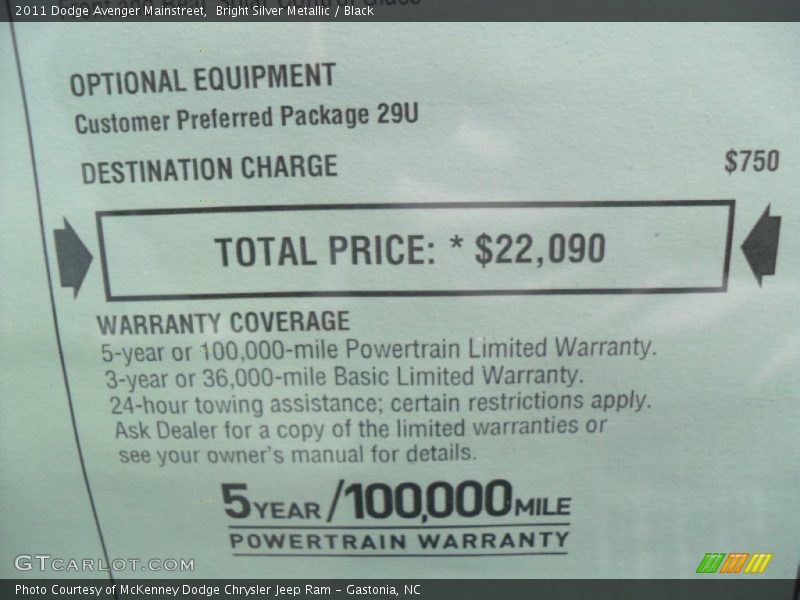 2011 Dodge Avenger Mainstreet,  Bright Silver Metallic / Black
OPTIONAL EQUIPMENT
Customer Preferred Package 29U
DESTINATION CHARGE $750
TOTAL PRICE: * $22,090
WARRANTY COVERAGE
5-year or 100,000-mile Powertrain Limited Warranty.
3-year or 36,000-mile Basic Limited Warranty.
24-hour towing assistance; certain restrictions apply.
Ask Dealer for a copy of the limited warranties or
see your owner's manual for details.
5 YEAR/100,000 MILE
POWERTRAIN WARRANTY
GTCARLOT.COM
Photo Courtesy of McKenney Dodge Chrysler Jeep Ram – Gastonia, NC